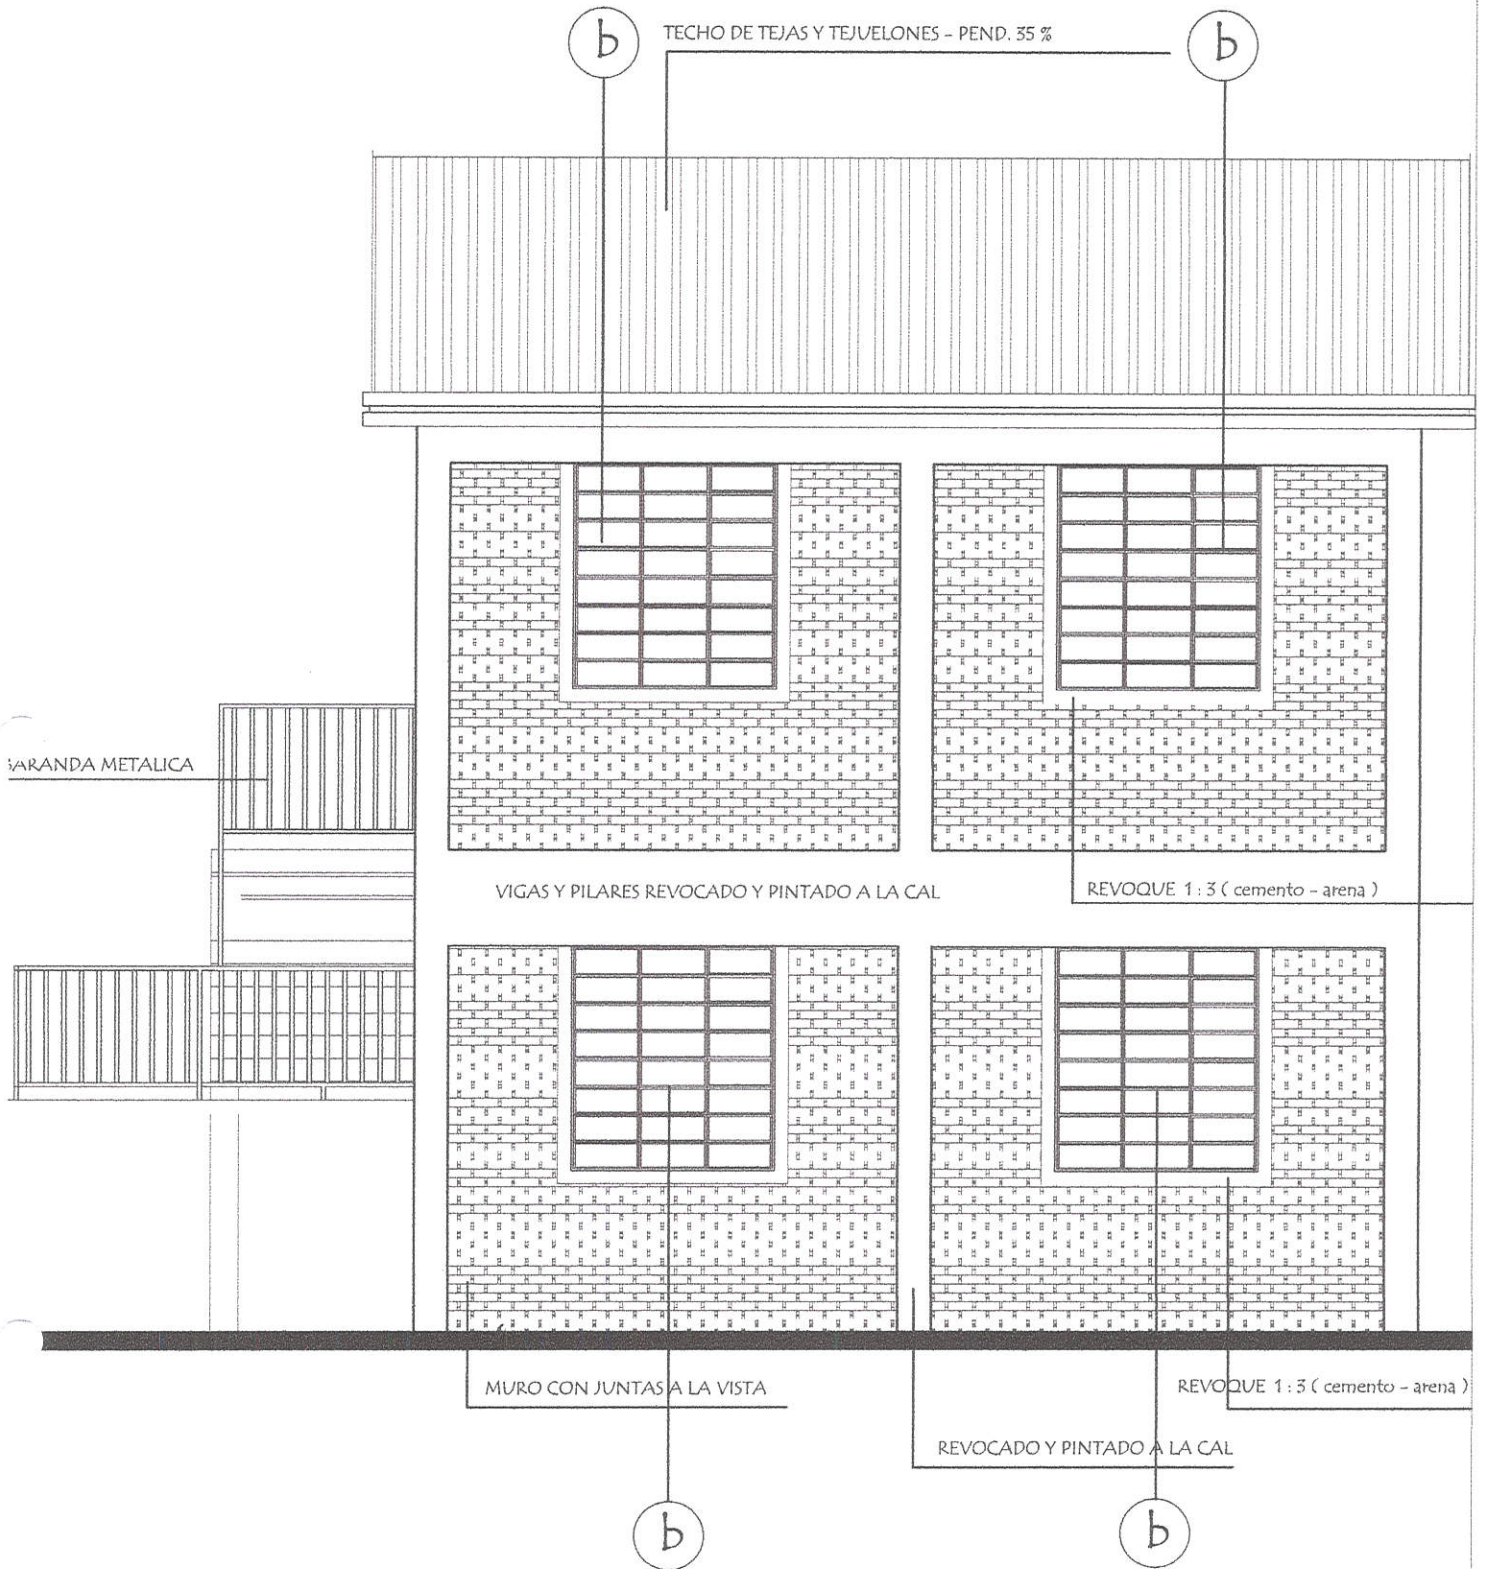 b
TECHO DE TEJAS Y TEJUELONES - PEND. 35 %
b
ARANDA METALICA
VIGAS Y PILARES REVOCADO Y PINTADO A LA CAL
REVOQUE 1 : 3 ( cemento - arena )
MURO CON JUNTAS A LA VISTA
REVOQUE 1 : 3 ( cemento - arena )
REVOCADO Y PINTADO A LA CAL
b
b